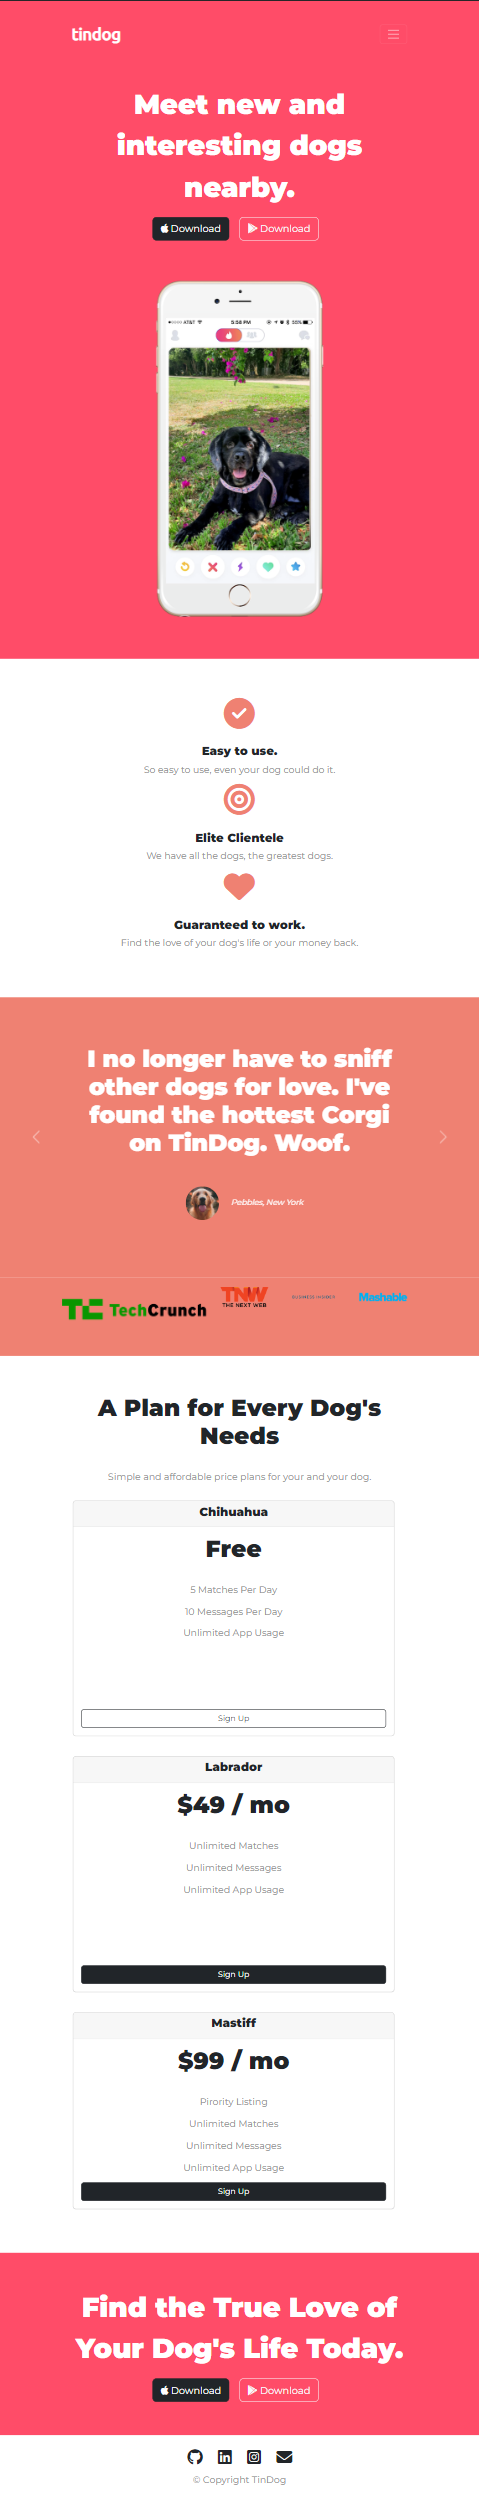 tindog
Meet new and
interesting dogs
nearby.
Download
Download
AT&T
5:58 PM
35%
Easy to use.
So easy to use, even your dog could do it.
Elite Clientele
We have all the dogs, the greatest dogs.
Guaranteed to work.
Find the love of your dog's life or your money back.
I no longer have to sniff
other dogs for love. I've
found the hottest Corgi
on TinDog. Woof.
Pebbles, New York
TC TechCrunch
TNW
THE NEXT WEB
BUSINESS INSIDER
Mashable
A Plan for Every Dog's
Needs
Simple and affordable price plans for your and your dog.
Chihuahua
Free
5 Matches Per Day
10 Messages Per Day
Unlimited App Usage
Sign Up
Labrador
$49 / mo
Unlimited Matches
Unlimited Messages
Unlimited App Usage
Sign Up
Mastiff
$99 / mo
Pirority Listing
Unlimited Matches
Unlimited Messages
Unlimited App Usage
Sign Up
Find the True Love of
Your Dog's Life Today.
Download
Download
© Copyright TinDog